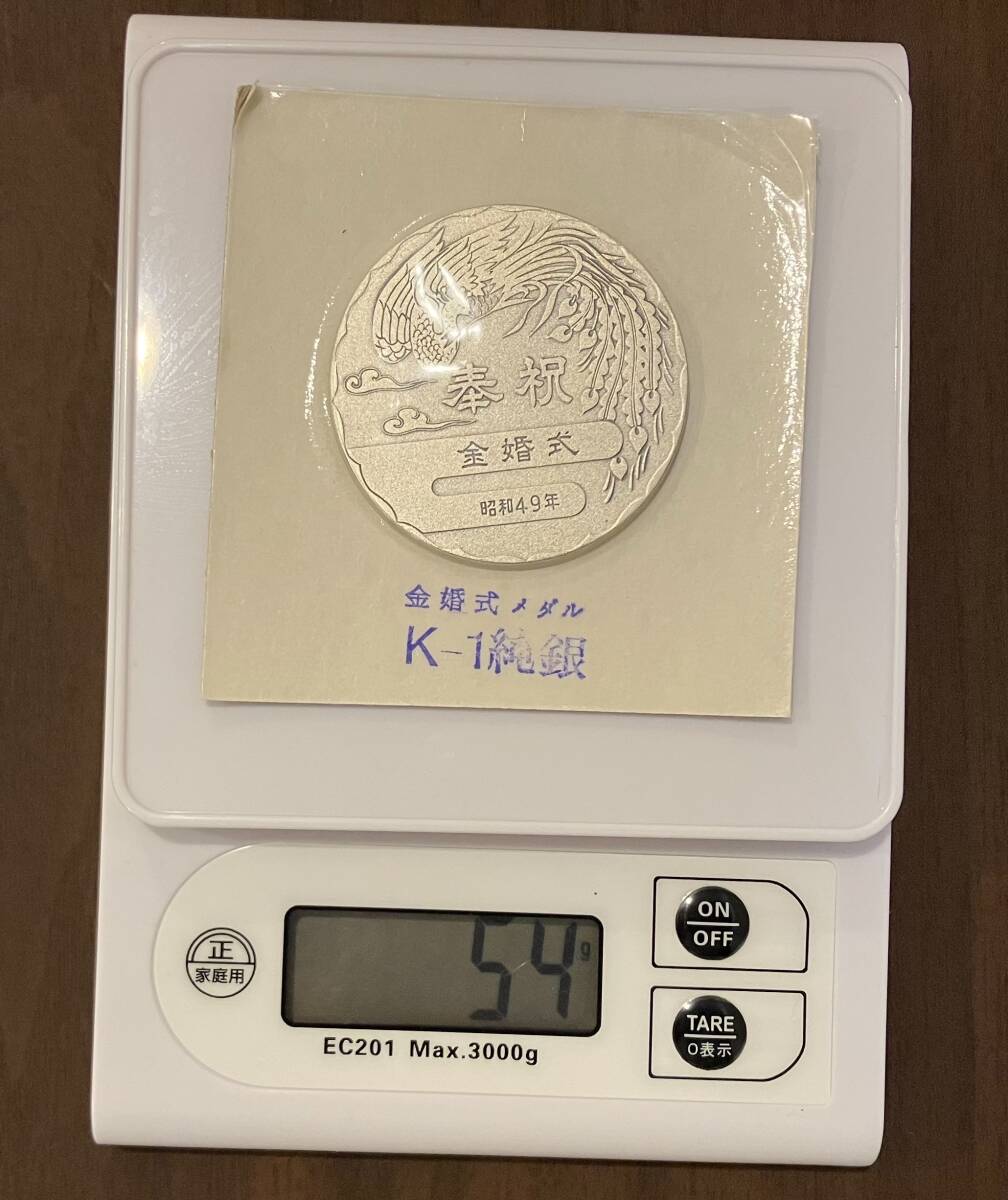 奉祝
金婚式
昭和49年
金婚式メダル
K-1純銀
54g
正
家庭用
EC201 Max.3000g
ON
OFF
TARE
0表示